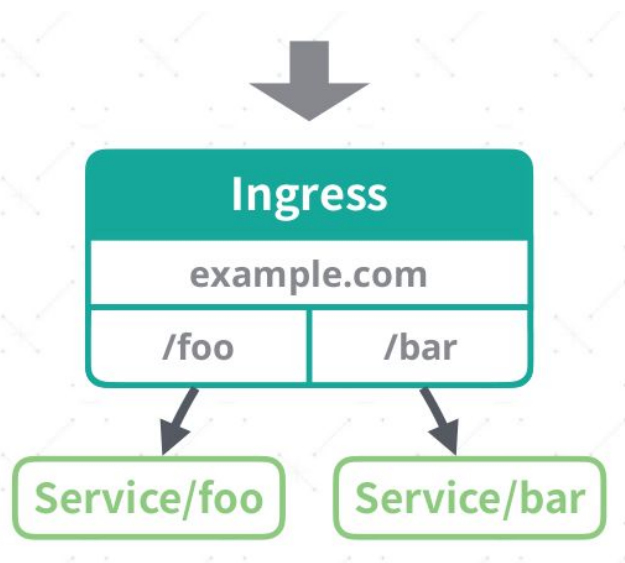 Ingress
example.com
/foo
/bar
Service/foo
Service/bar